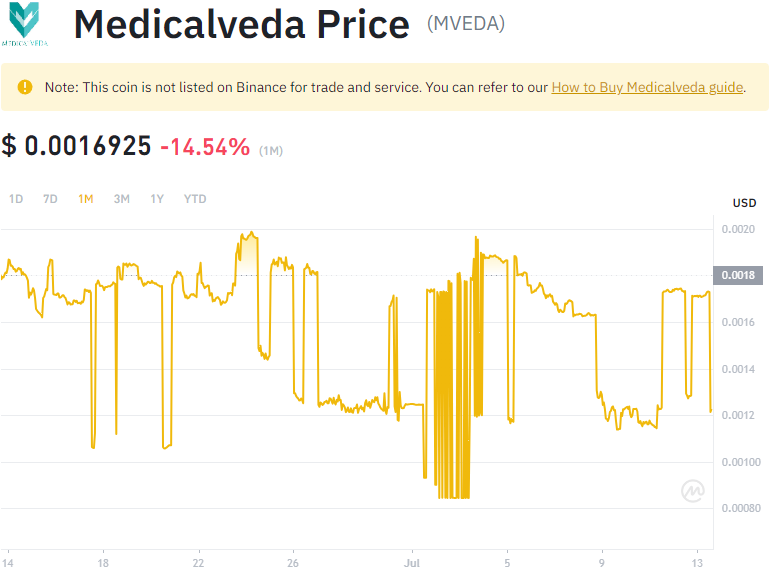 Medicalveda Price (MVEDA)
MEDICALVEDA
Note: This coin is not listed on Binance for trade and service. You can refer to our How to Buy Medicalveda guide.
$ 0.0016925 -14.54% (1M)
1D 7D 1M 3M 1Y YTD
USD
0.0020
0.0018
0.0016
0.0014
0.0012
0.00100
0.00080
14 18 22 26 Jul 5 9 13